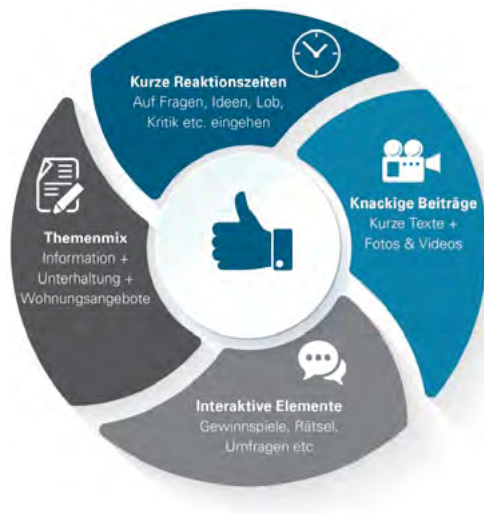 Kurze Reaktionszeiten
Auf Fragen, Ideen, Lob,
Kritik etc. eingehen
Knackige Beiträge
Kurze Texte +
Fotos & Videos
Interaktive Elemente
Gewinnspiele, Rätsel,
Umfragen etc
Themenmix
Information +
Unterhaltung +
Wohnungsangebote